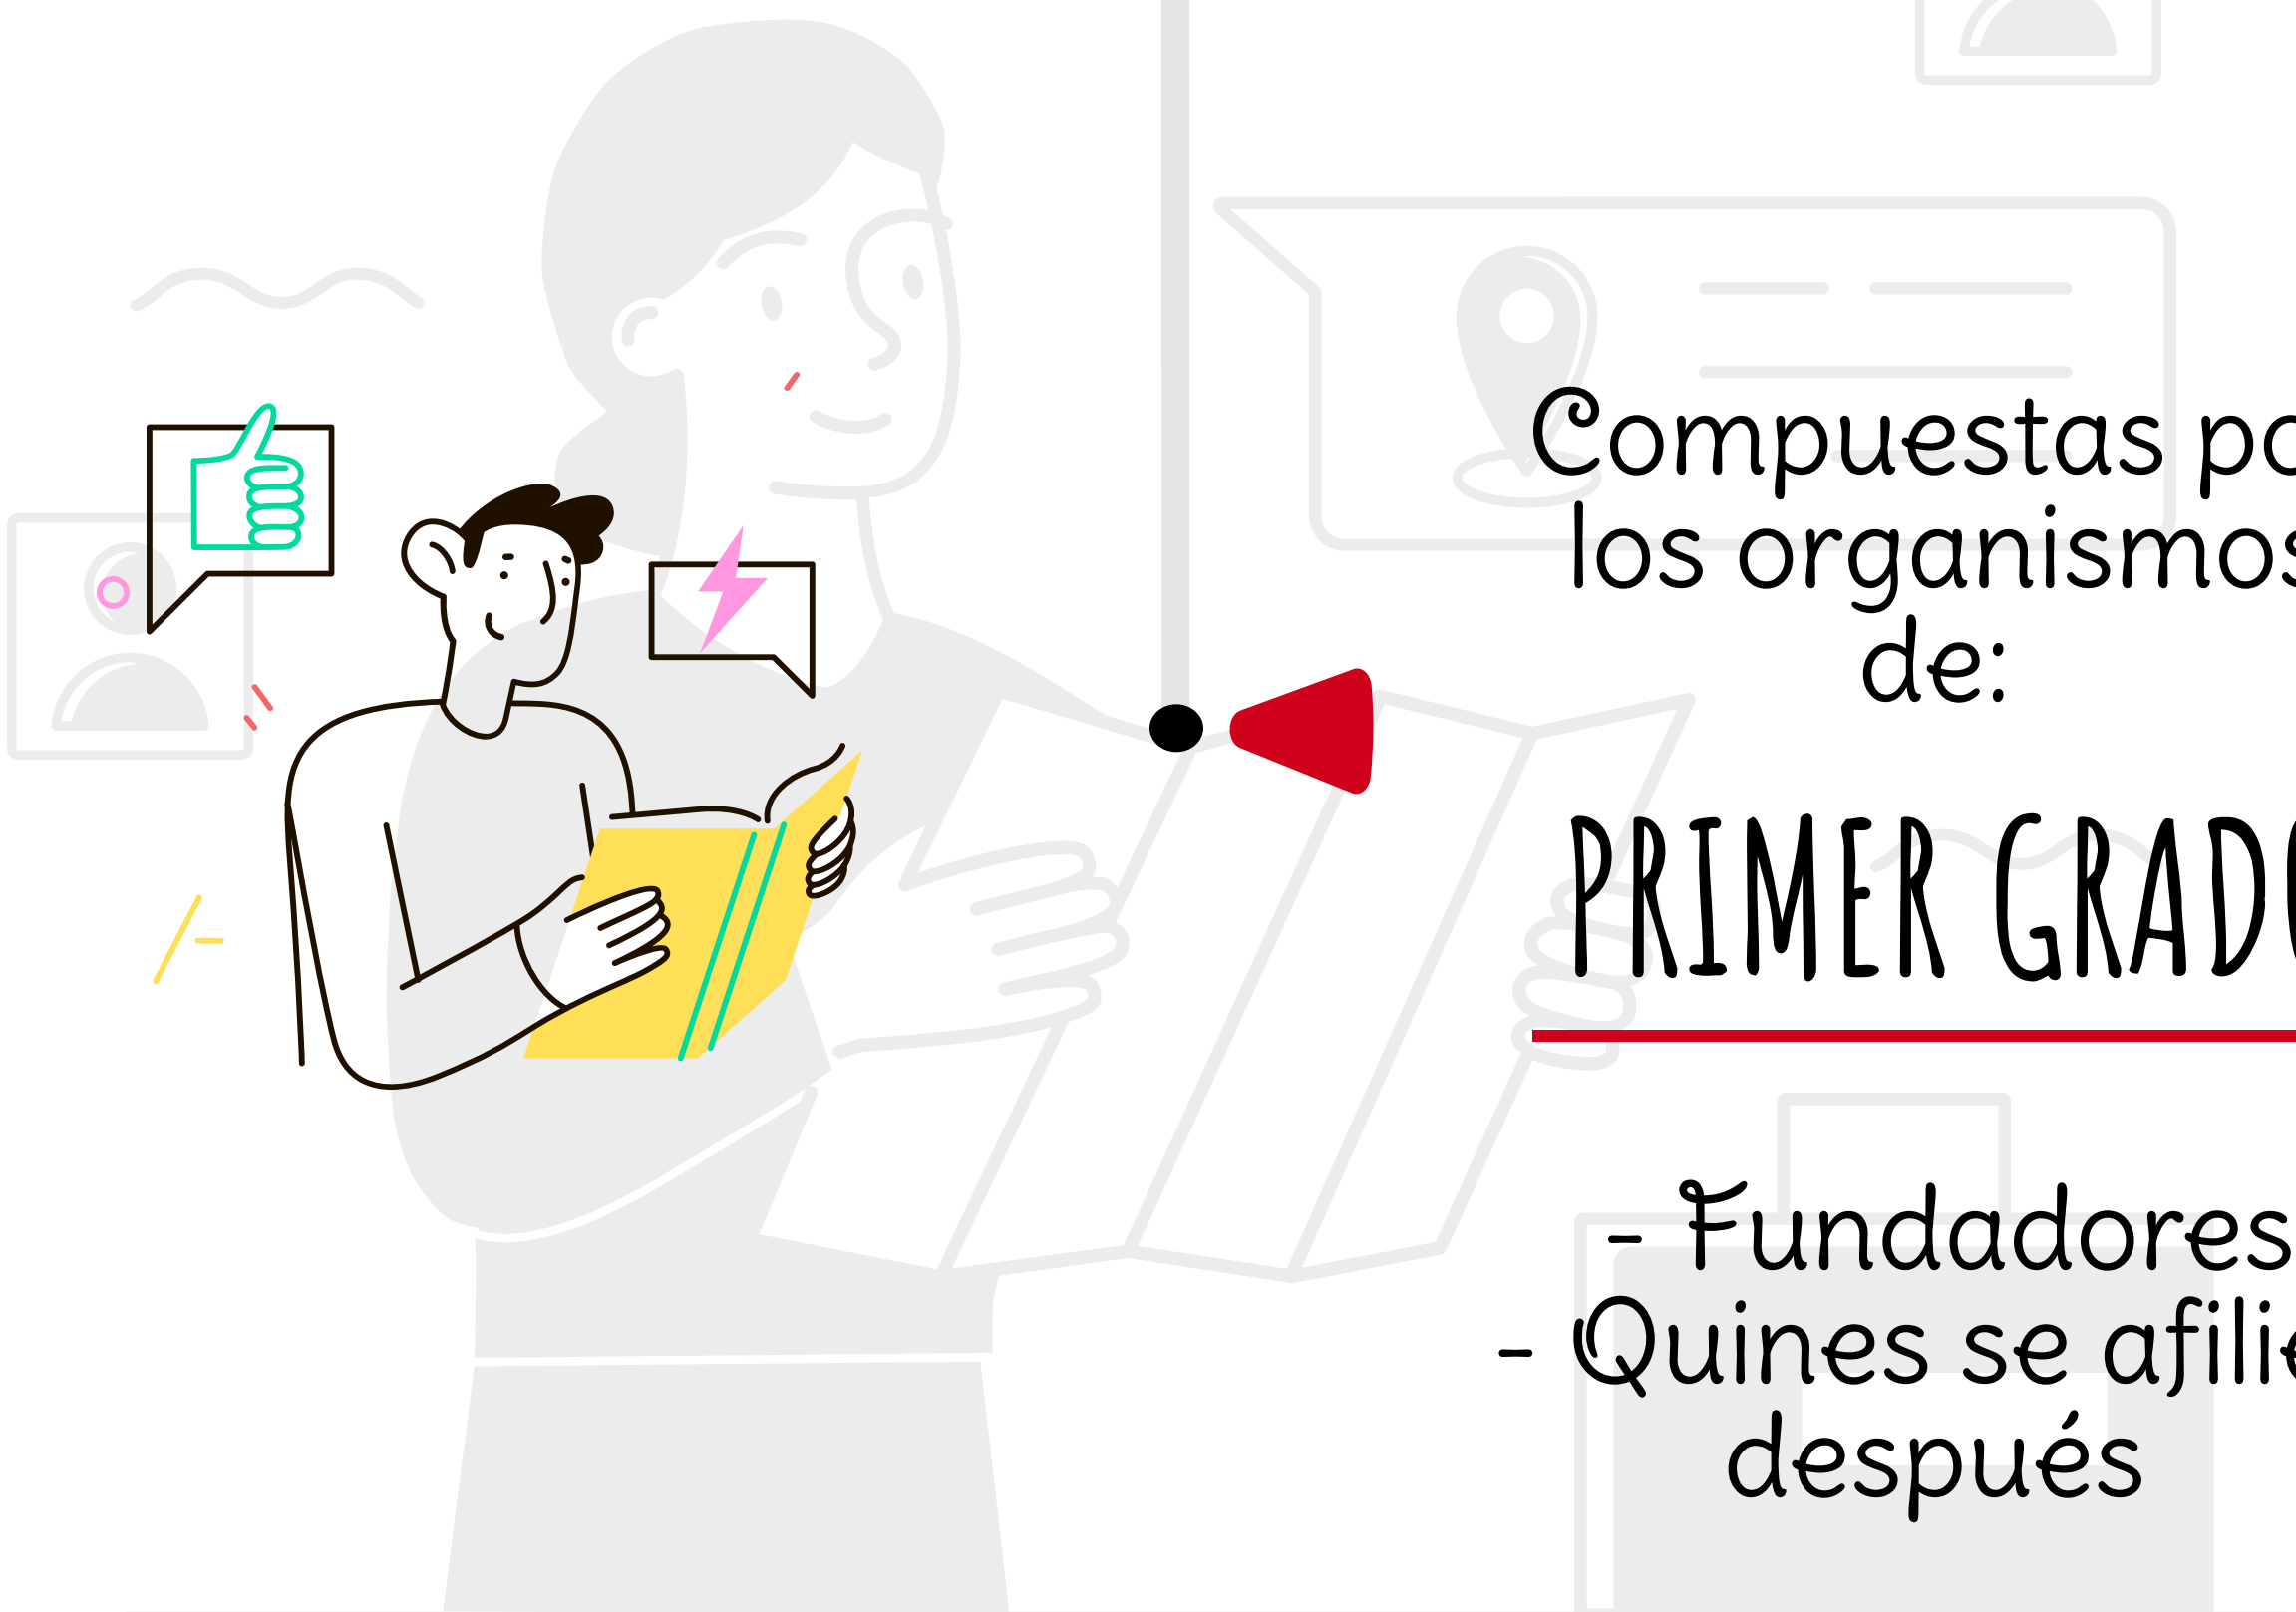 Compuestas po
los organismos
de:
PRIMER GRADO
- Fundadores
- Quines se afili
después